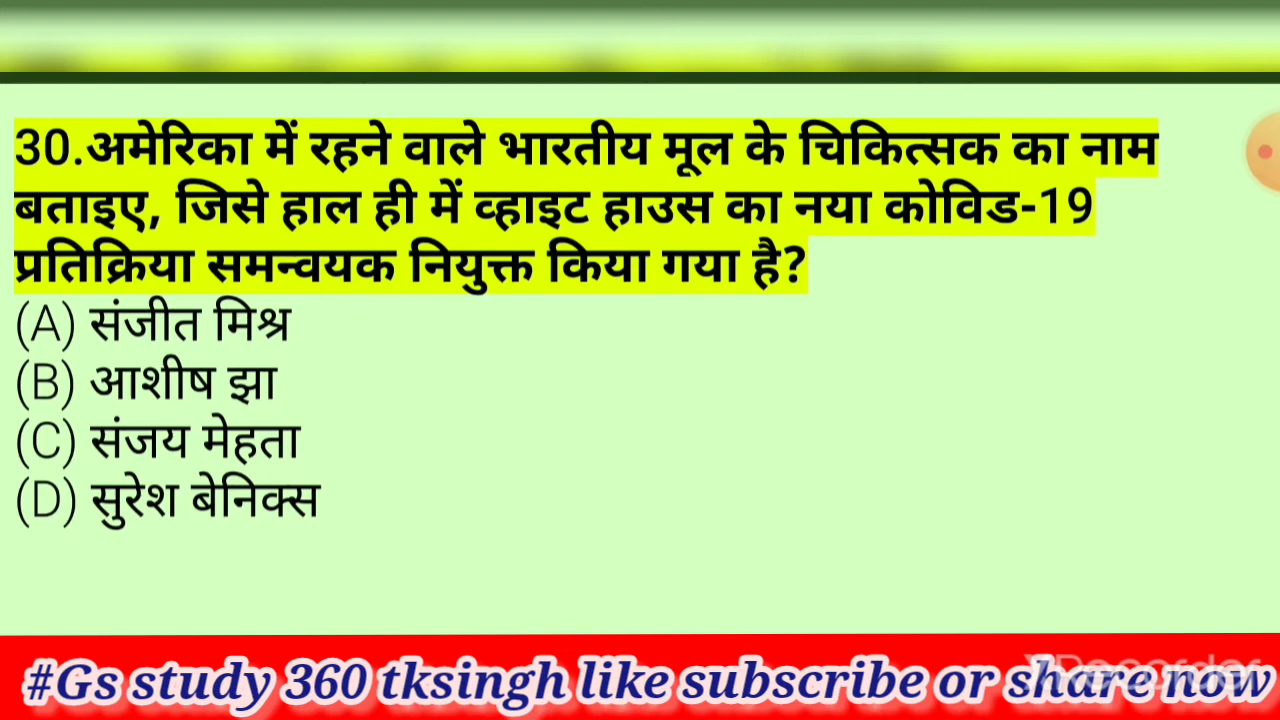 30.अमेरिका में रहने वाले भारतीय मूल के चिकित्सक का नाम
बताइए, जिसे हाल ही में व्हाइट हाउस का नया कोविड-19
प्रतिक्रिया समन्वयक नियुक्त किया गया है?
(A) संजीत मिश्र
(B) आशीष झा
(C) संजय मेहता
(D) सुरेश बेनिक्स
#Gs study 360 tksingh like subscribe or share now
XRecorder